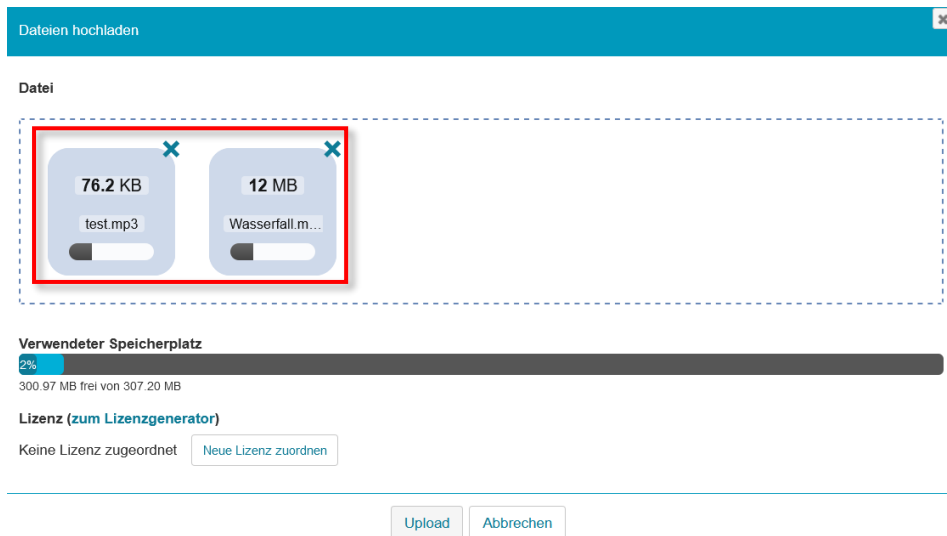 Dateien hochladen
Datei
76.2 KB
12 MB
test.mp3
Wasserfall.m...
Verwendeter Speicherplatz
2%
300.97 MB frei von 307.20 MB
Lizenz (zum Lizenzgenerator)
Keine Lizenz zugeordnet
Neue Lizenz zuordnen
Upload
Abbrechen